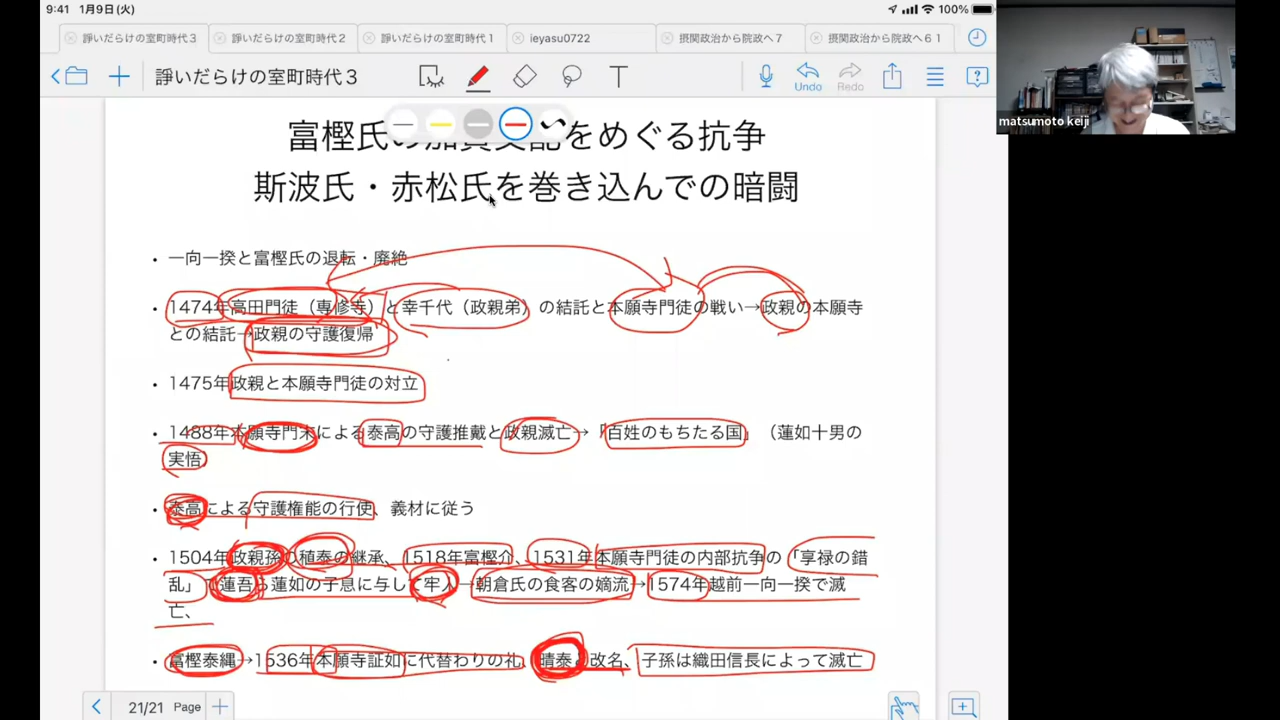 9:41 1月9日(火)
100%
諍いだらけの室町時代３
諍いだらけの室町時代２
諍いだらけの室町時代１
ieyasu0722
摂関政治から院政へ７
摂関政治から院政へ６１
諍いだらけの室町時代３
T
Undo
Redo
matsumoto keiji
富樫氏の加賀支配をめぐる抗争
斯波氏・赤松氏を巻き込んでの暗闘
• 一向一揆と富樫氏の退転・廃絶
• 1474年高田門徒（専修寺）と幸千代（政親弟）の結託と本願寺門徒の戦い→政親の本願寺
との結託→政親の守護復帰
• 1475年政親と本願寺門徒の対立
• 1488年本願寺門末による泰高の守護推戴と政親滅亡→「百姓のもちたる国」（蓮如十男の
実悟
• 泰高による守護権能の行使、義材に従う
• 1504年政親孫の稙泰の継承、1518年富樫介、1531年本願寺門徒の内部抗争の「享禄の錯
乱」で蓮吾ら蓮如の子息に与して牢人→朝倉氏の食客の嫡流→1574年越前一向一揆で滅
亡、
• 富樫泰縄→1536年本願寺証如に代替わりの礼、晴泰と改名、子孫は織田信長によって滅亡
21/21 Page